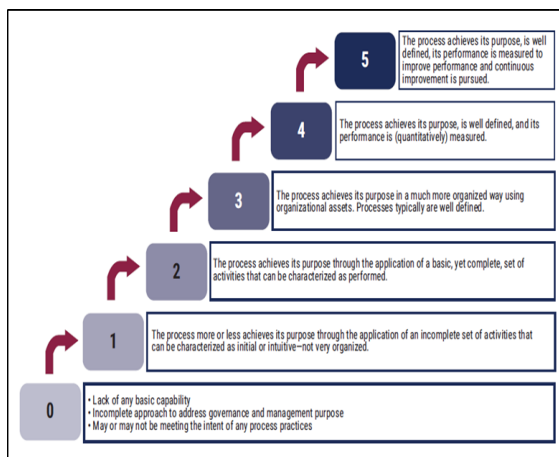 5
The process achieves its purpose, is well
defined, its performance is measured to
improve performance and continuous
improvement is pursued.
4
The process achieves its purpose, is well defined, and its
performance is (quantitatively) measured.
3
The process achieves its purpose in a much more organized way using
organizational assets. Processes typically are well defined.
2
The process achieves its purpose through the application of a basic, yet complete, set of
activities that can be characterized as performed.
1
The process more or less achieves its purpose through the application of an incomplete set of activities that
can be characterized as initial or intuitive—not very organized.
0
• Lack of any basic capability
• Incomplete approach to address governance and management purpose
• May or may not be meeting the intent of any process practices